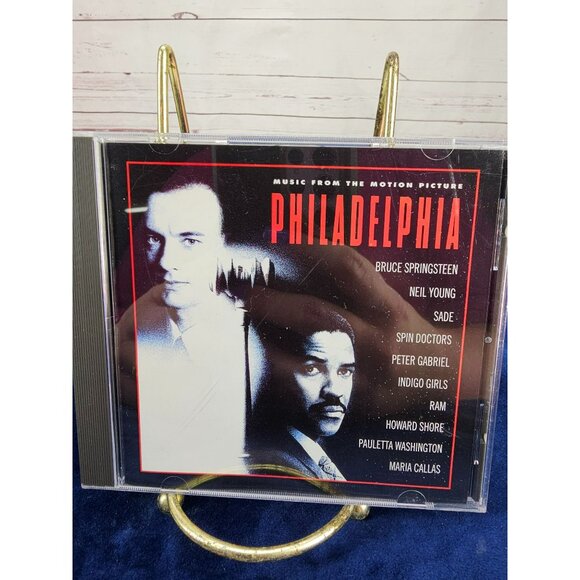 MUSIC FROM THE MOTION PICTURE
PHILADELPHIA
BRUCE SPRINGSTEEN
NEIL YOUNG
SADE
SPIN DOCTORS
PETER GABRIEL
INDIGO GIRLS
RAM
HOWARD SHORE
PAULETTA WASHINGTON
MARIA CALLAS